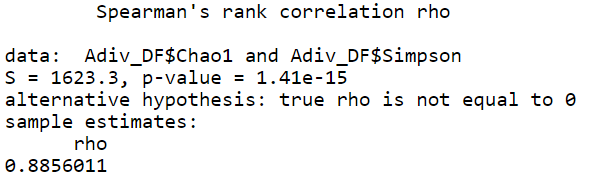 Spearman's rank correlation rho
data: Adiv_DF$Chao1 and Adiv_DF$Simpson
S = 1623.3, p-value = 1.41e-15
alternative hypothesis: true rho is not equal to 0
sample estimates:
rho
0.8856011